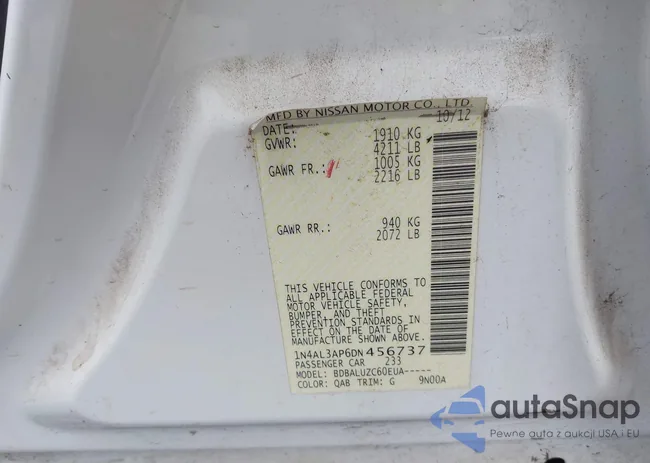 MFD BY NISSAN MOTOR CO., LTD.
DATE: 10/12
GVWR: 1910 KG
4211 LB
GAWR FR.: 1005 KG
2216 LB
GAWR RR.: 940 KG
2072 LB
THIS VEHICLE CONFORMS TO
ALL APPLICABLE FEDERAL
MOTOR VEHICLE SAFETY,
BUMPER, AND THEFT
PREVENTION STANDARDS IN
EFFECT ON THE DATE OF
MANUFACTURE SHOWN ABOVE.
1N4AL3AP6DN 456737
PASSENGER CAR 233
MODEL: BDBALUZC60EUA-----
COLOR: QAB TRIM: G 9N00A
autaSnap
Pewne auta z aukcji USA i EU